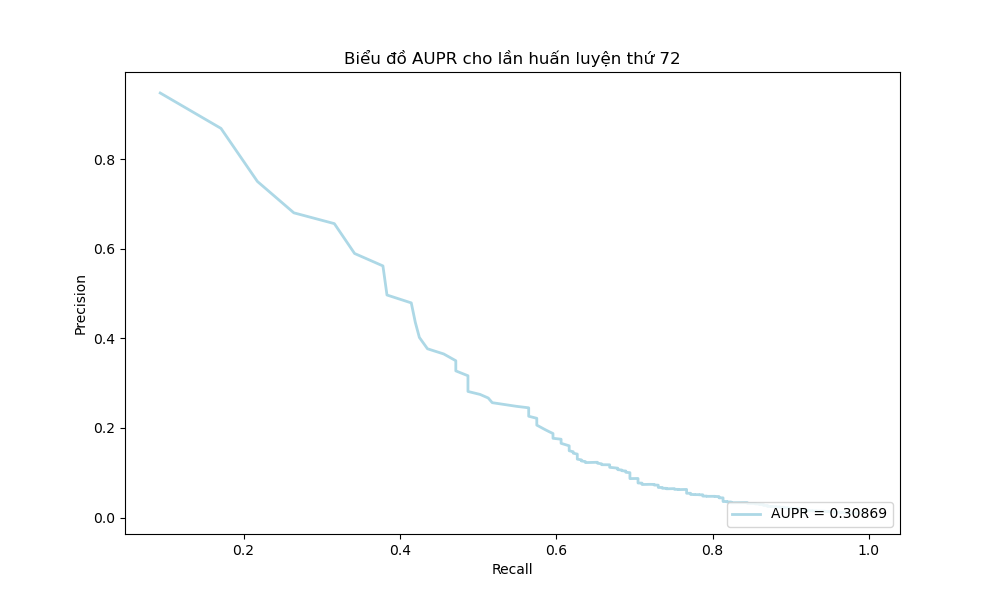 Biểu đồ AUPR cho lần huấn luyện thứ 72
Precision
0.8
0.6
0.4
0.2
0.0
0.2 0.4 0.6 0.8 1.0
Recall
AUPR = 0.30869